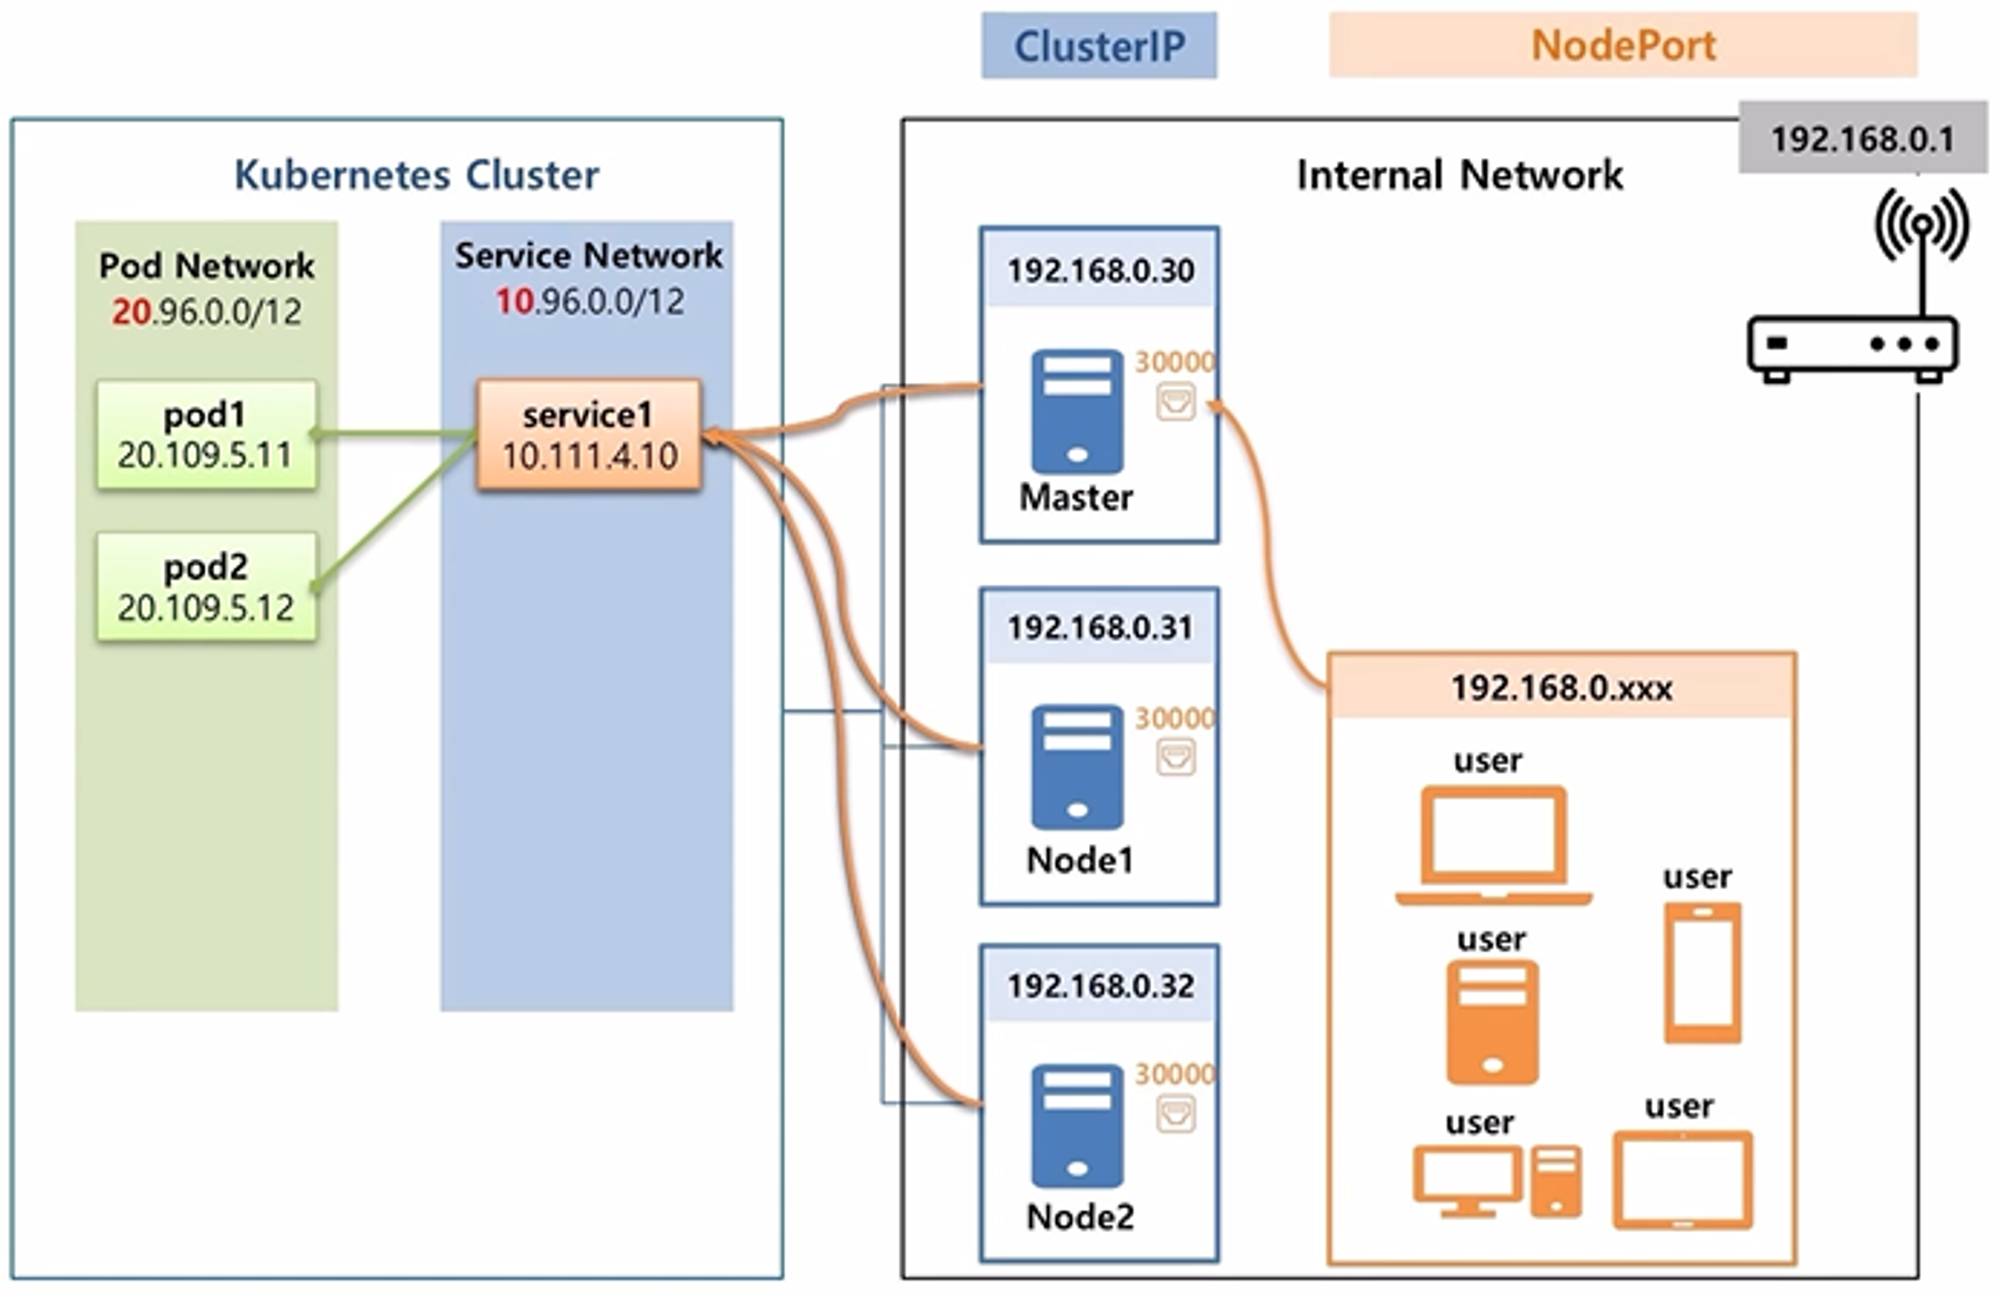 ClusterIP
NodePort
192.168.0.1
Kubernetes Cluster
Internal Network
Pod Network
20.96.0.0/12
Service Network
10.96.0.0/12
pod1
20.109.5.11
service1
10.111.4.10
pod2
20.109.5.12
192.168.0.30
30000
Master
192.168.0.31
30000
Node1
192.168.0.32
30000
Node2
192.168.0.xxx
user
user
user
user
user